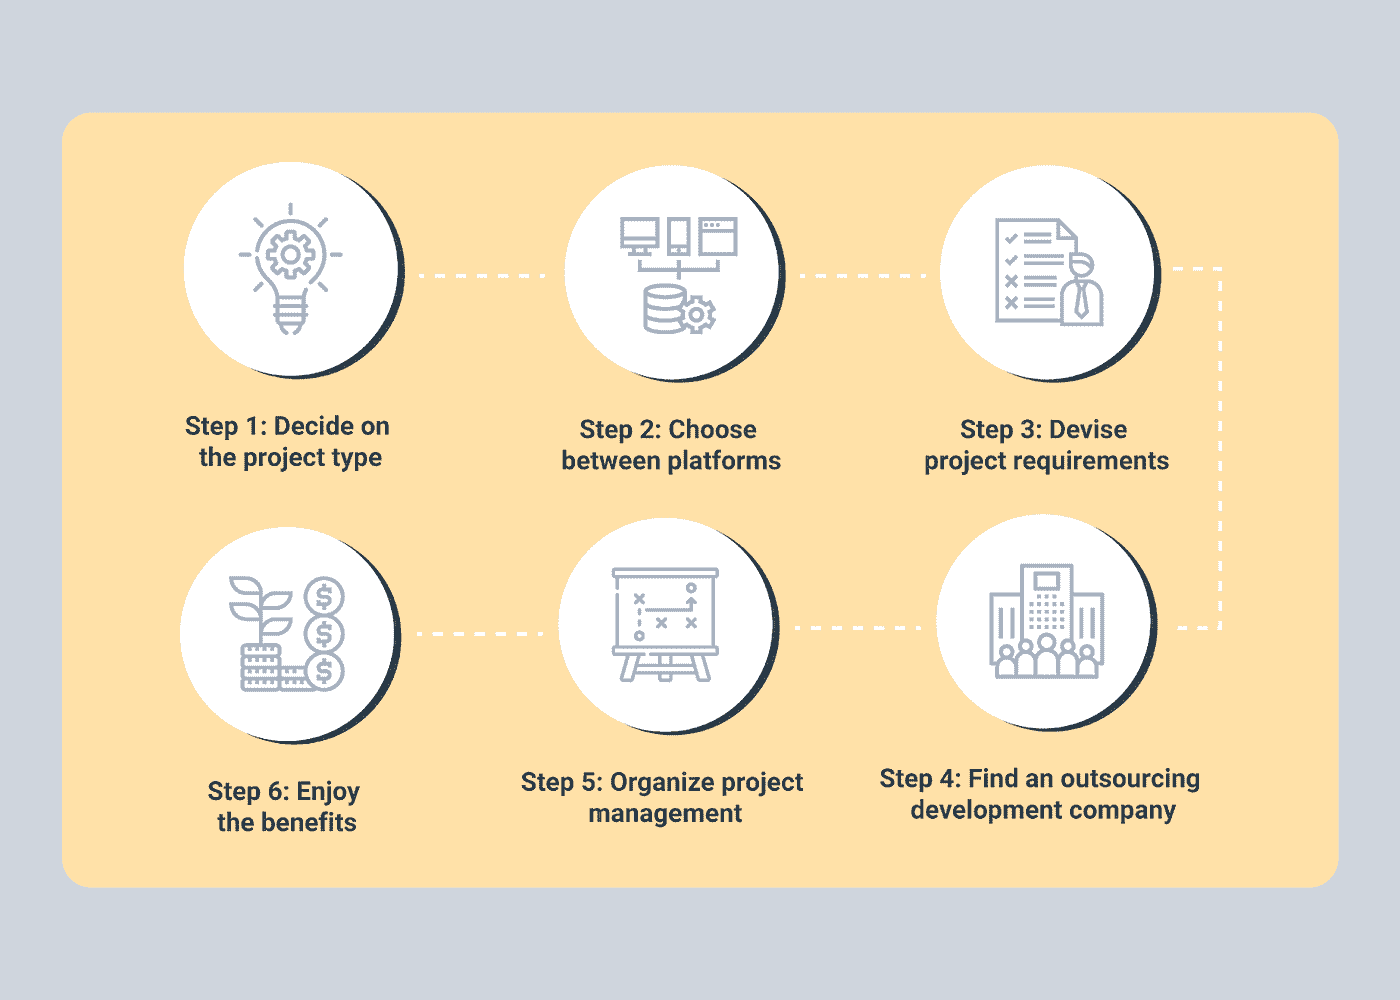 Step 1: Decide on
the project type
Step 2: Choose
between platforms
Step 3: Devise
project requirements
Step 4: Find an outsourcing
development company
Step 5: Organize project
management
Step 6: Enjoy
the benefits